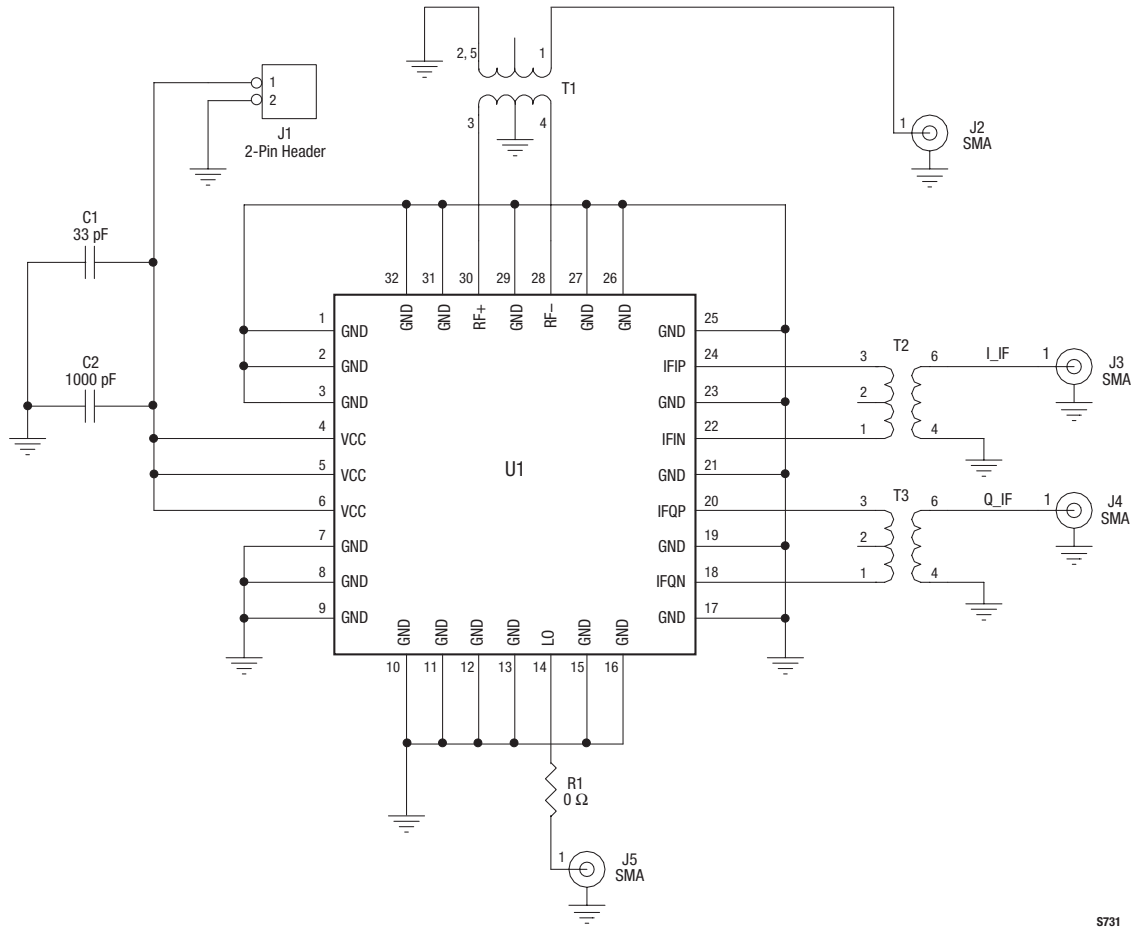 2, 5
1
T1
3
4
1
2
J1
2-Pin Header
1
J2
SMA
C1
33 pF
C2
1000 pF
32
31
30
29
28
27
26
GND
GND
RF+
GND
RF–
GND
GND
1
GND
2
GND
3
GND
4
VCC
5
VCC
6
VCC
7
GND
8
GND
9
GND
U1
25
GND
24
IFIP
23
GND
22
IFIN
21
GND
20
IFQP
19
GND
18
IFQN
17
GND
GND
GND
GND
GND
LO
GND
GND
10
11
12
13
14
15
16
T2
3
2
1
6
4
I_IF
1
J3
SMA
T3
3
2
1
6
4
Q_IF
1
J4
SMA
R1
0 Ω
1
J5
SMA
S731